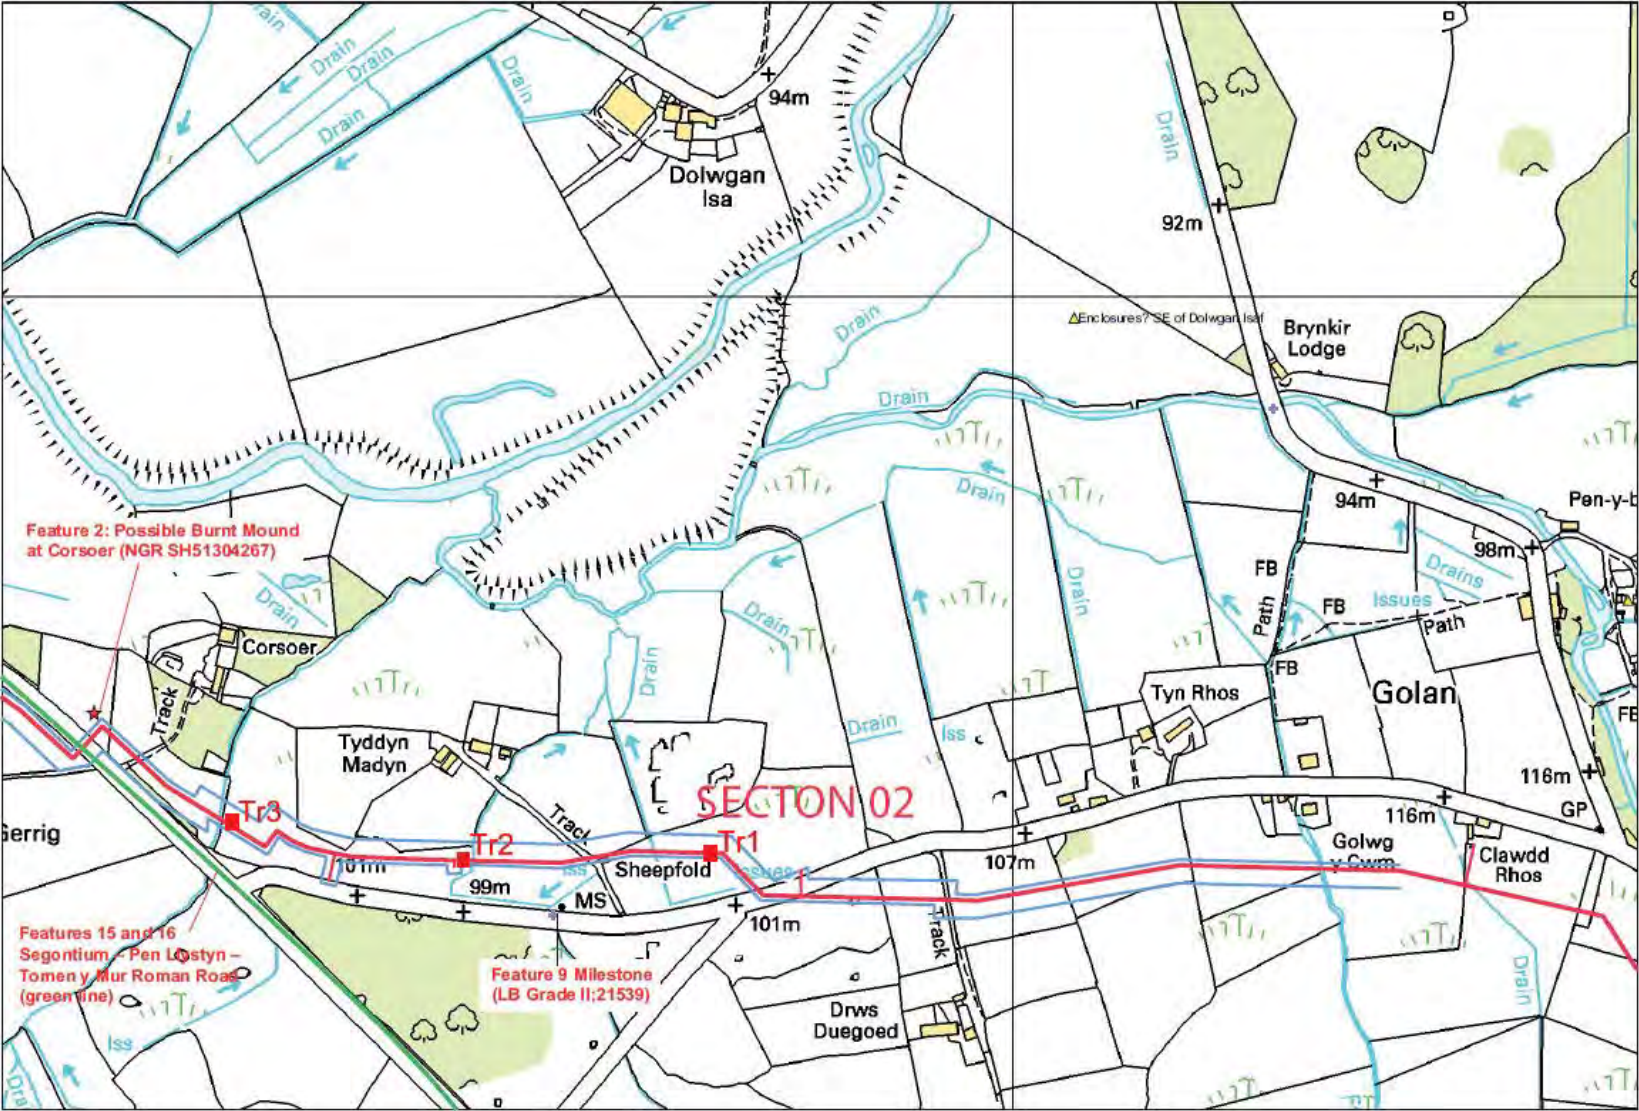 Drain
Drain
Drain
Drain
Drain
94m
Dolwgan
Isa
Drain
92m
Enclosures? SE of Dolwgan Isaf
Brynkir
Lodge
Drain
Drain
Drain
94m
98m
Pen-y-b
Feature 2: Possible Burnt Mound
at Corsoer (NGR SH51304267)
Drain
Corsoer
Track
Drain
Drain
Drain
Drain
Iss
FB
Path
FB
FB
Issues
Drains
Path
Golan
FB
Tyn Rhos
Tyddyn
Madyn
Track
SECTON 02
Tr3
Tr2
Tr1
Gerrig
101m
99m
Iss
MS
Sheepfold
Issues
101m
107m
116m
116m
GP
Golwg
y Cwm
Clawdd
Rhos
Track
Drain
Features 15 and 16
Segontium - Pen Llystyn –
Tomen y Mur Roman Road
(green line)
Feature 9 Milestone
(LB Grade II;21539)
Drws
Duegoed
Iss
Drain